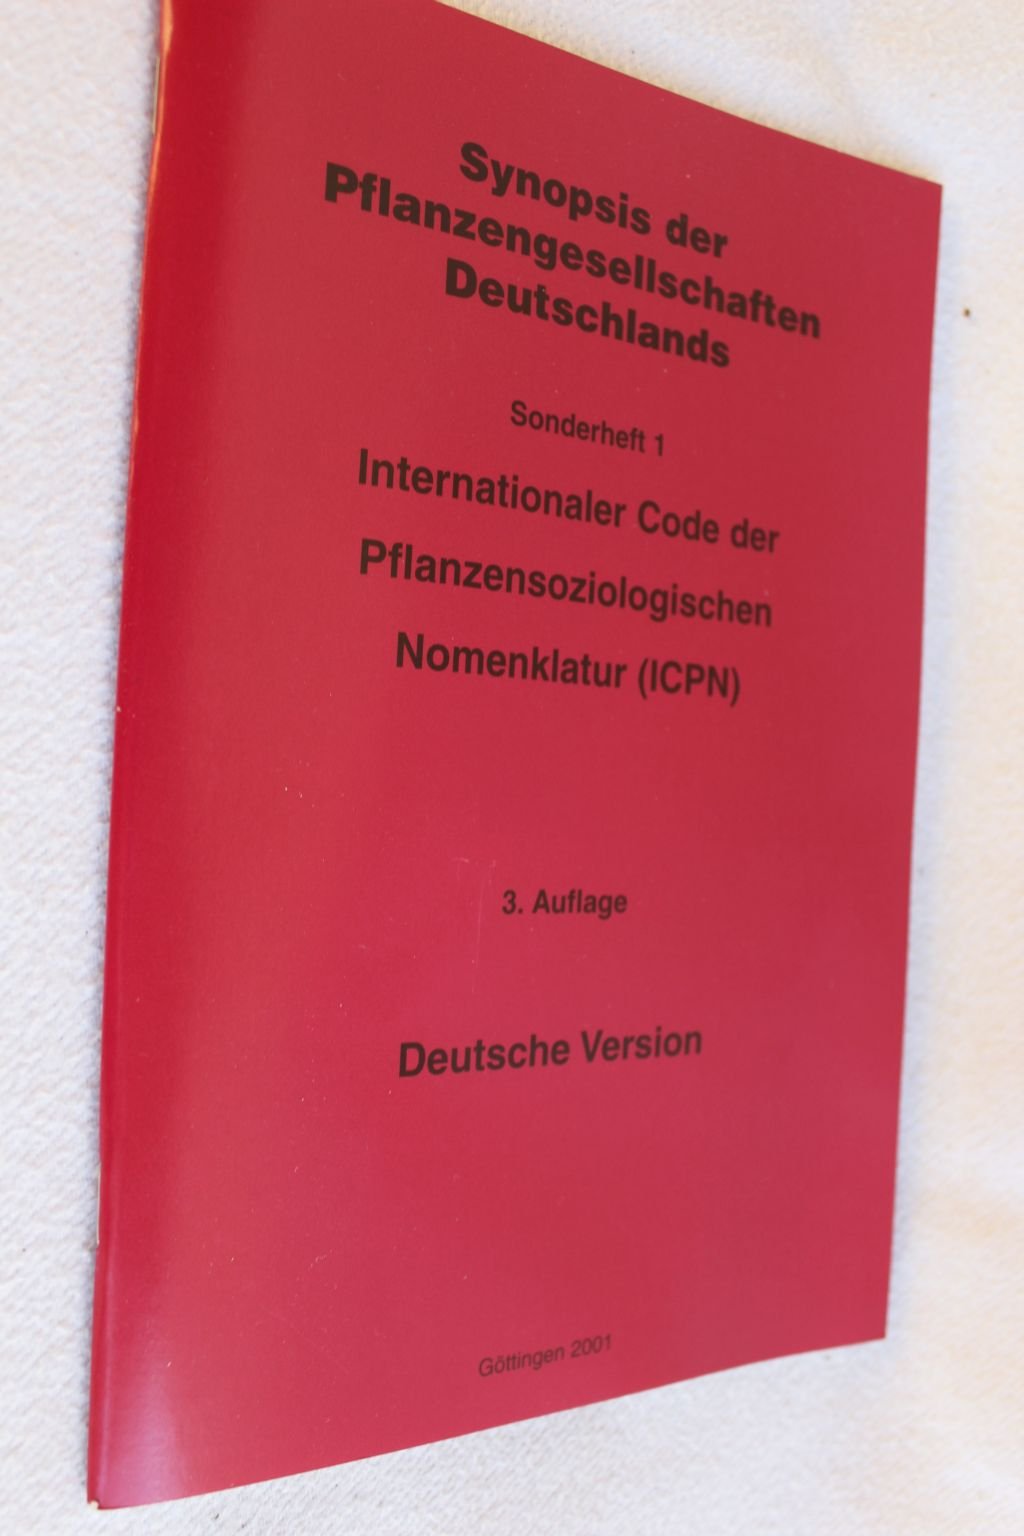 Synopsis der
Pflanzengesellschaften
Deutschlands
Sonderheft 1
Internationaler Code der
Pflanzensoziologischen
Nomenklatur (ICPN)
3. Auflage
Deutsche Version
Göttingen 2001